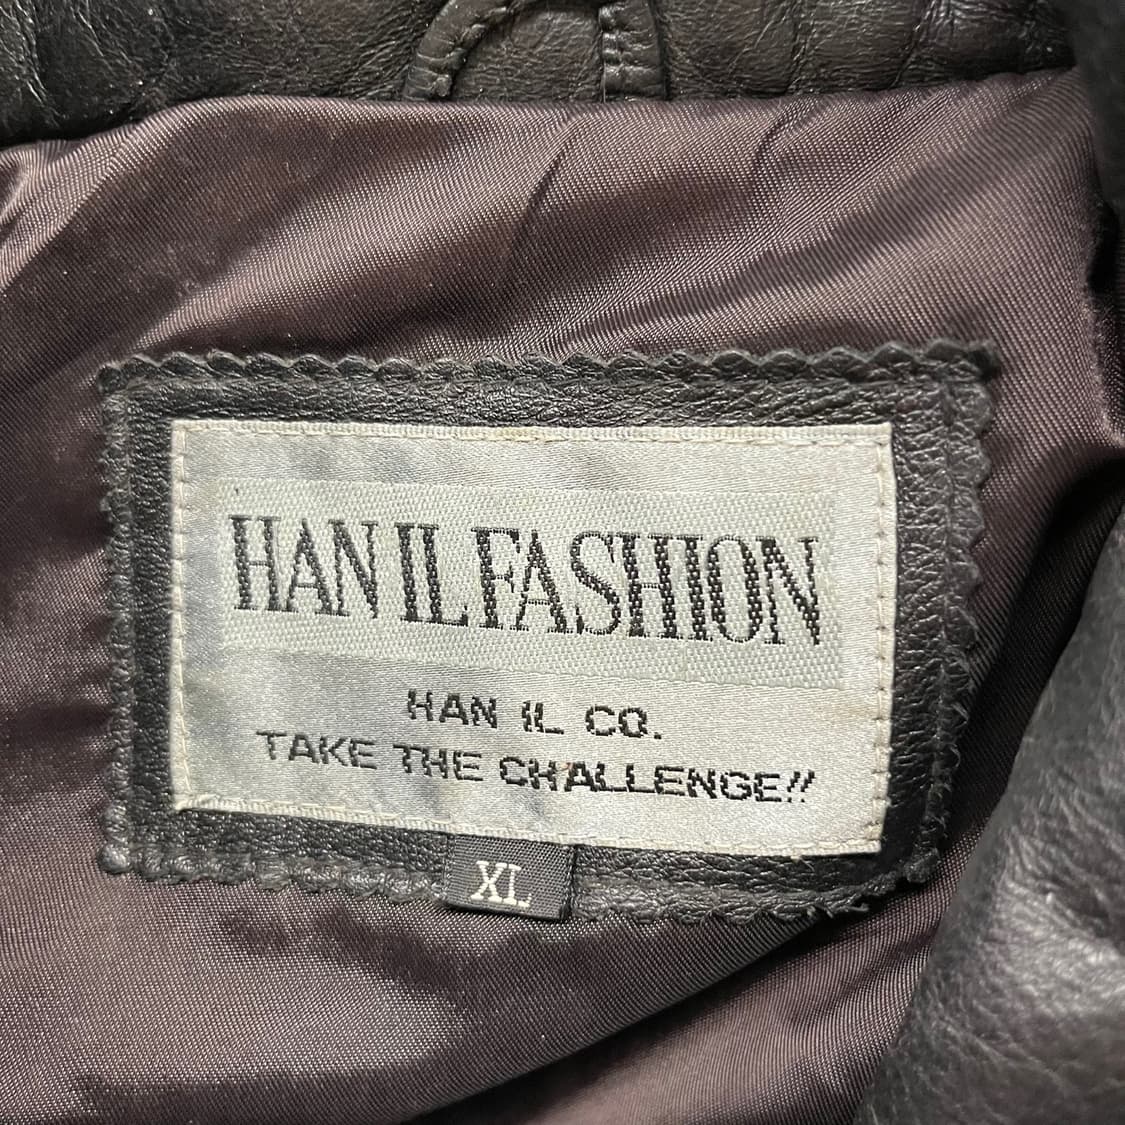 HAN IL FASHION
HAN IL CO.
TAKE THE CHALLENGE!!
XL